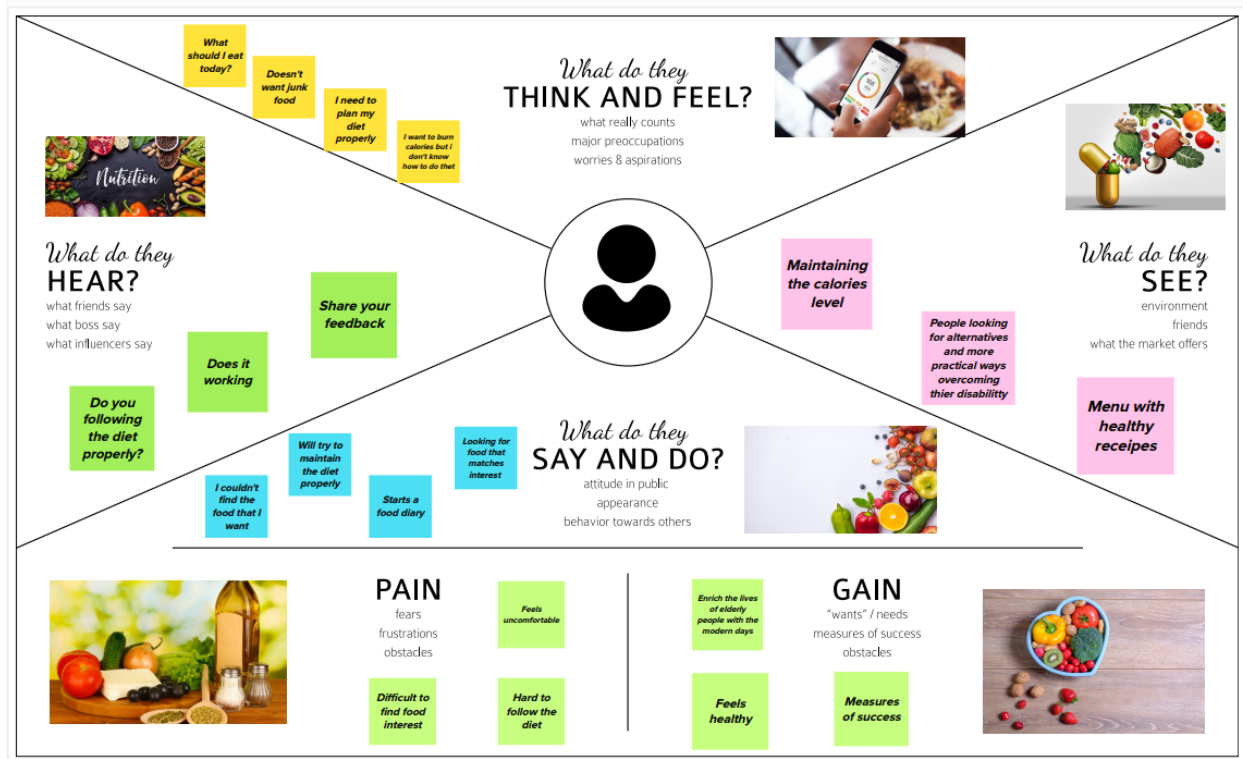 What
should I eat
today?
Doesn't
want junk
food
I need to
plan my
diet
properly
I want to burn
calories but i
don't know
how to do thet
What do they
THINK AND FEEL?
what really counts
major preoccupations
worries & aspirations
Nutrition
What do they
HEAR?
what friends say
what boss say
what influencers say
Share your
feedback
Does it
working
Do you
following
the diet
properly?
What do they
SEE?
environment
friends
what the market offers
Maintaining
the calories
level
People looking
for alternatives
and more
practical ways
overcoming
thier disabilitty
Menu with
healthy
receipes
What do they
SAY AND DO?
attitude in public
appearance
behavior towards others
I couldn't
find the
food that I
want
Will try to
maintain
the diet
properly
Starts a
food diary
Looking for
food that
matches
interest
PAIN
fears
frustrations
obstacles
Feels
uncomfortable
Difficult to
find food
interest
Hard to
follow the
diet
GAIN
"wants" / needs
measures of success
obstacles
Enrich the lives
of elderly
people with the
modern days
Feels
healthy
Measures
of success